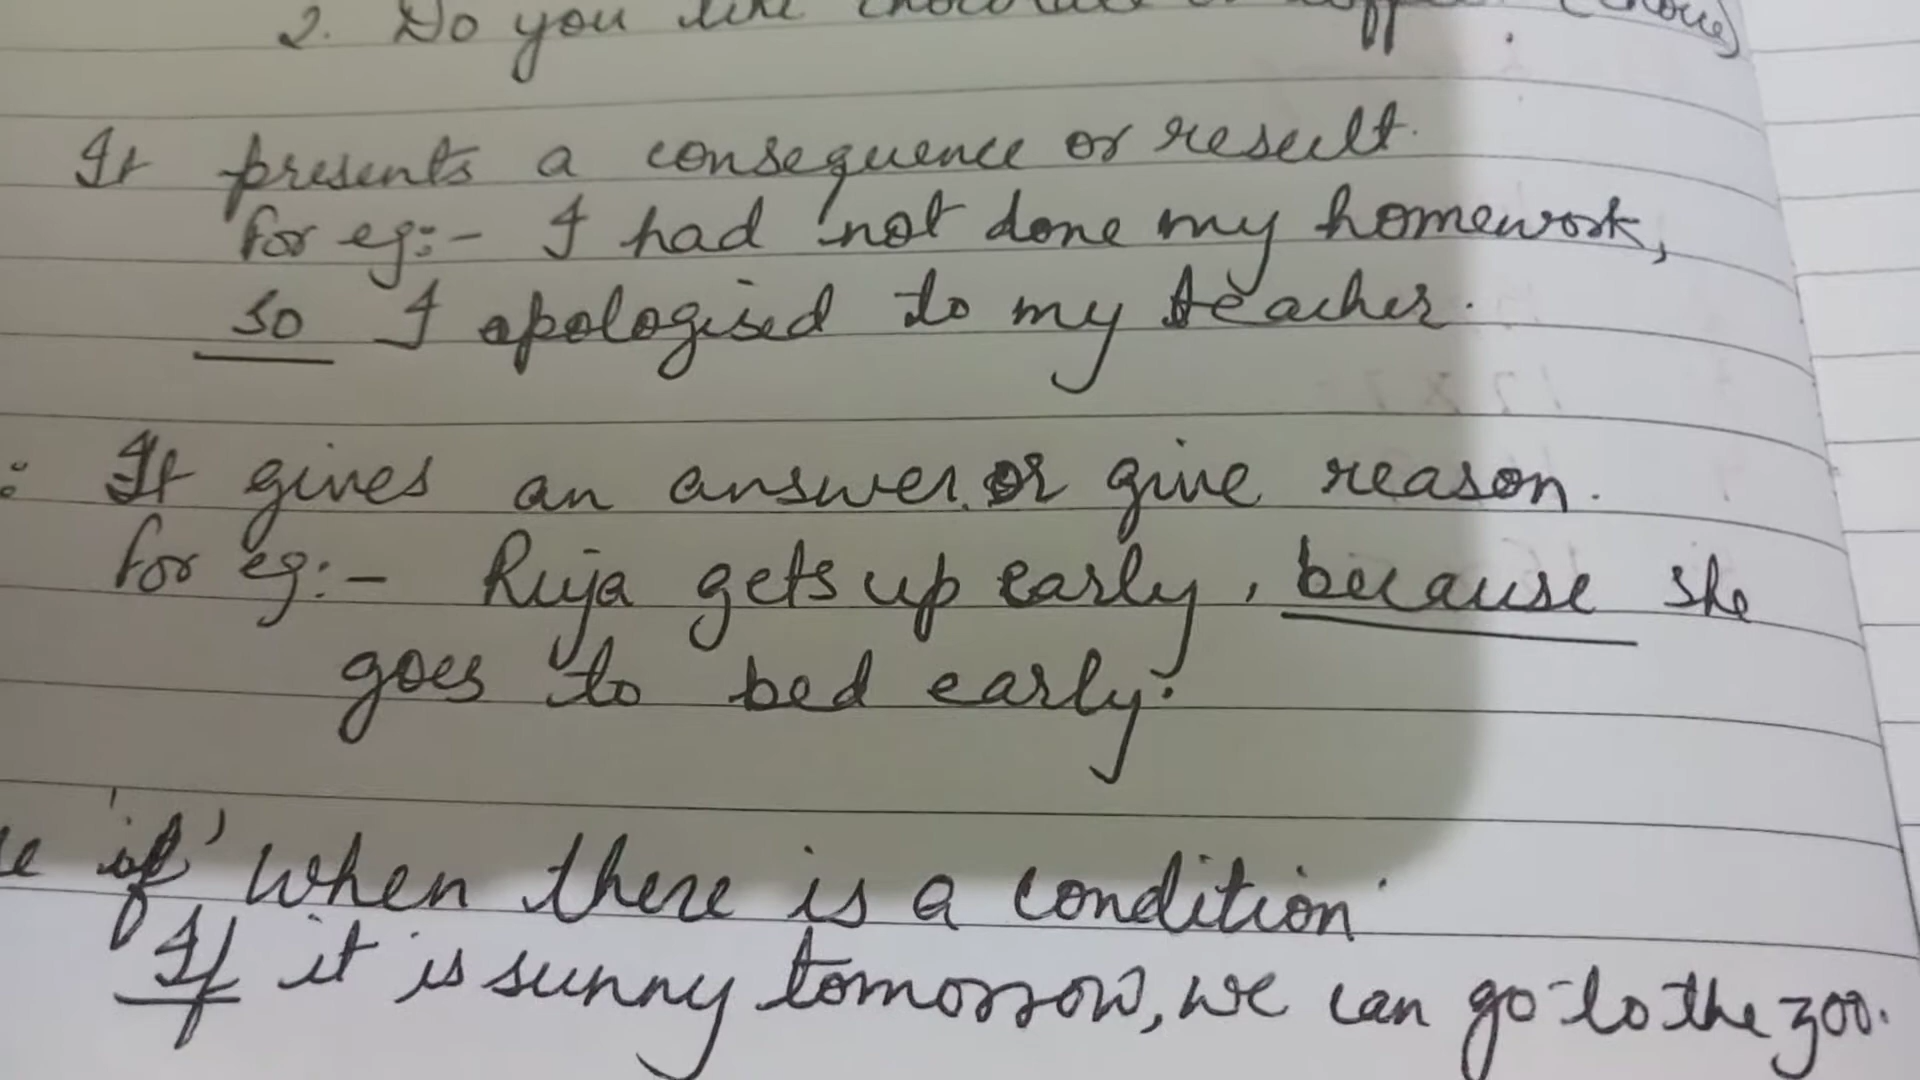 2. Do you like or (
It presents a consequence or result.
for eg:- I had not done my homework,
so I apologised to my teacher.
: It gives an answer or give reason.
for eg:- Ruja gets up early, because she
goes to bed early.
'if' when there is a condition
If it is sunny tomorrow, we can go to the zoo.